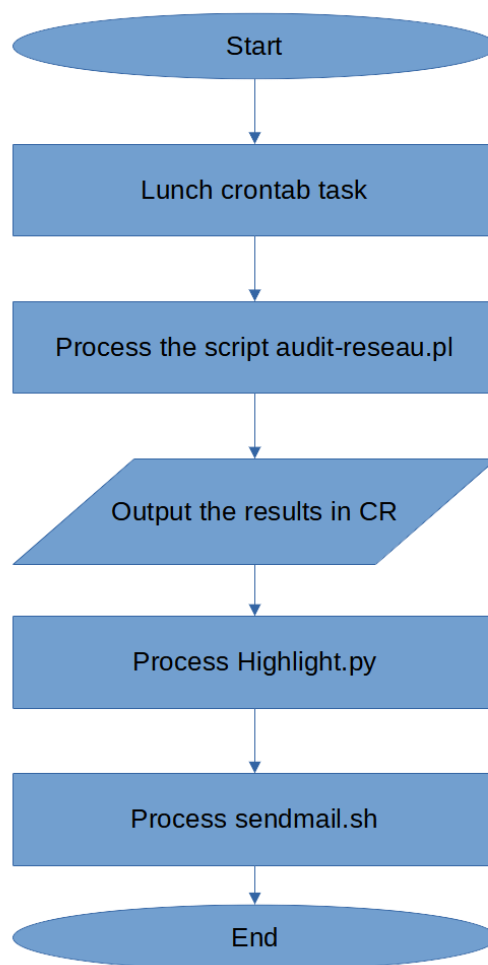 Start
Lunch crontab task
Process the script audit-reseau.pl
Output the results in CR
Process Highlight.py
Process sendmail.sh
End